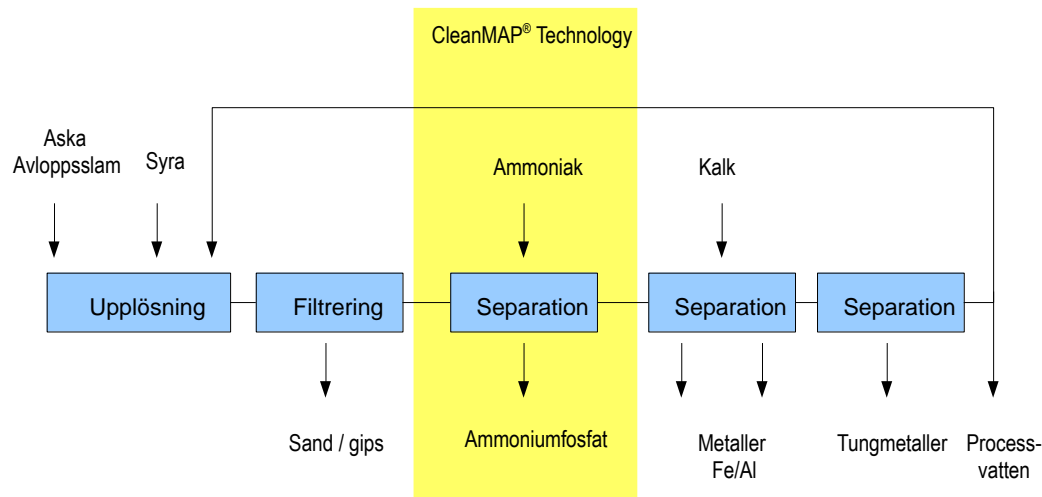 CleanMAP® Technology
Aska
Avloppsslam
Syra
Ammoniak
Kalk
Upplösning
Filtrering
Separation
Separation
Separation
Sand / gips
Ammoniumfosfat
Metaller
Fe/Al
Tungmetaller
Process-
vatten